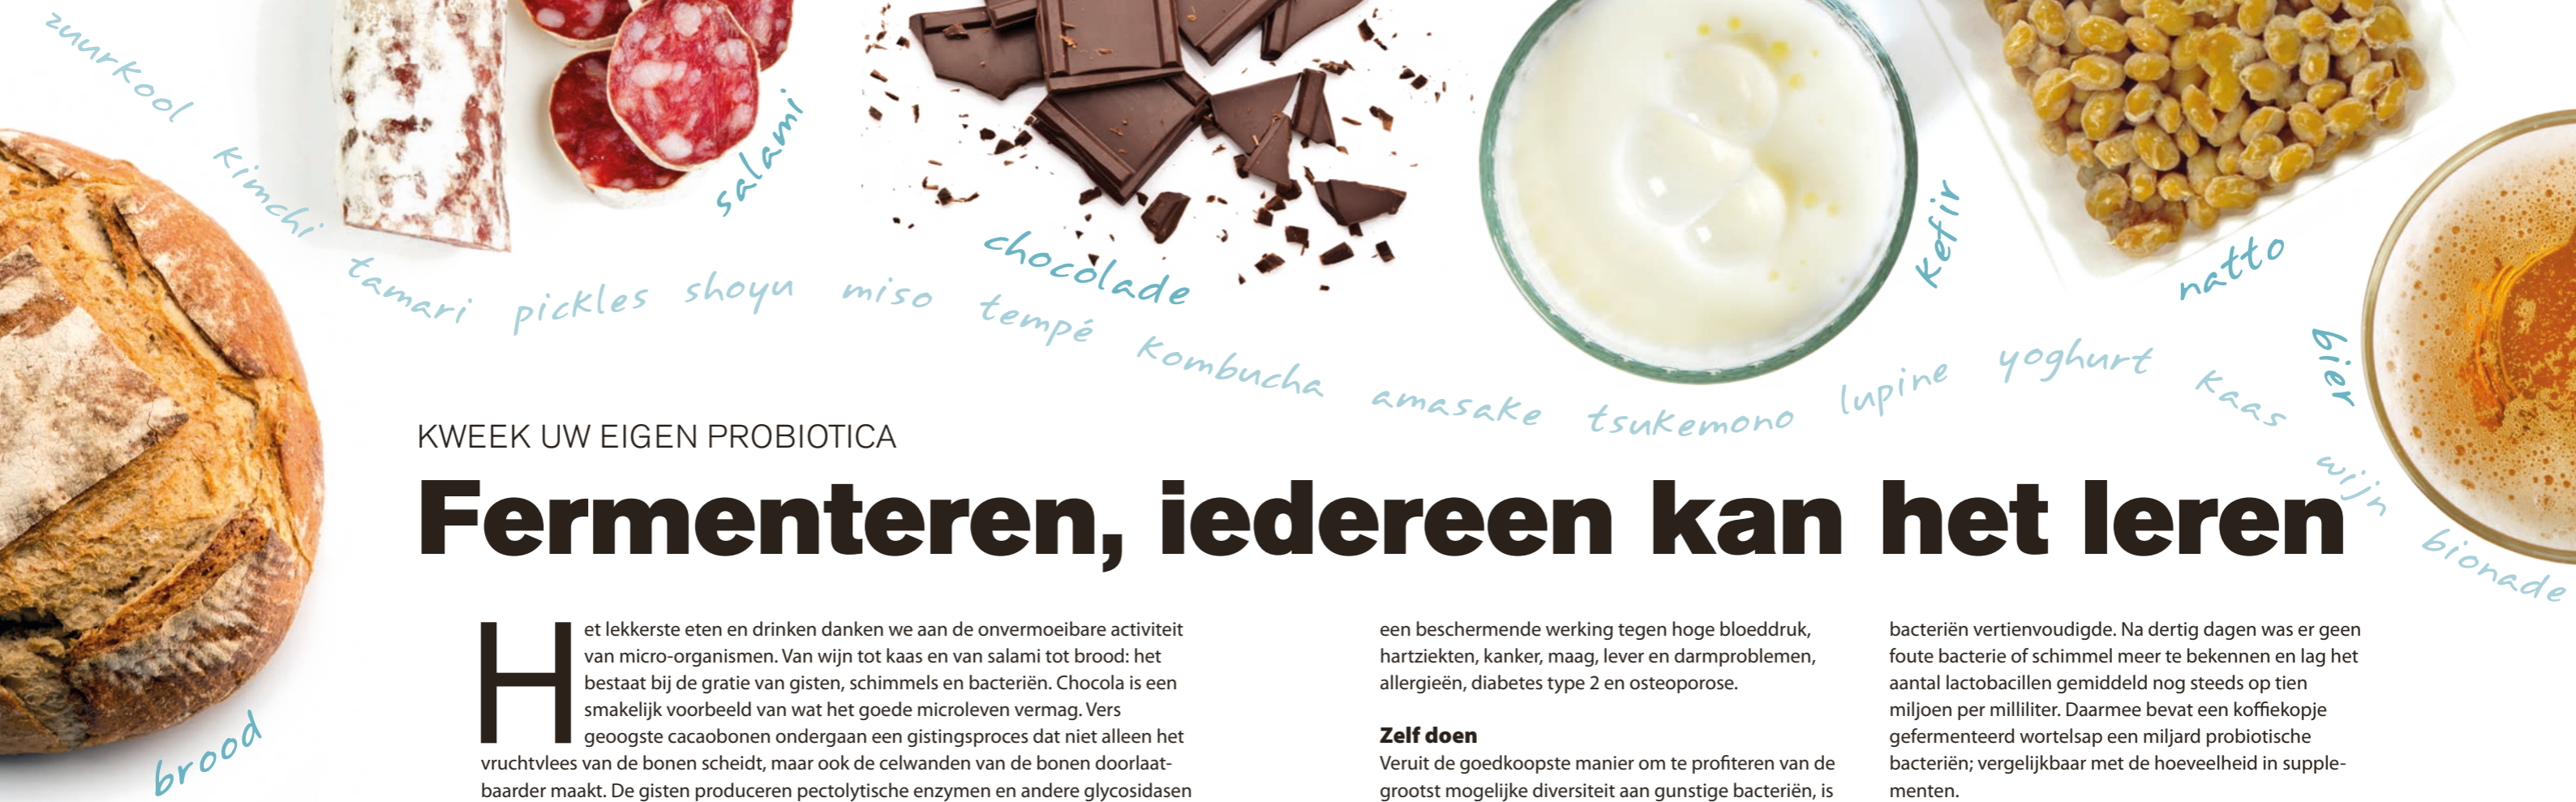 zuurkool
kimchi
tamari
pickles
shoyu
miso
tempé
kombucha
amasake
tsukemono
lupine
yoghurt
kaas
wijn
bionade
salami
chocolade
kefir
natto
bier
brood
KWEEK UW EIGEN PROBIOTICA
Fermenteren, iedereen kan het leren
Het lekkerste eten en drinken danken we aan de onvermoeibare activiteit
van micro-organismen. Van wijn tot kaas en van salami tot brood: het
bestaat bij de gratie van gisten, schimmels en bacteriën. Chocola is een
smakelijk voorbeeld van wat het goede microleven vermag. Vers
geoogste cacaobonen ondergaan een gistingsproces dat niet alleen het
vruchtvlees van de bonen scheidt, maar ook de celwanden van de bonen doorlaat-
baarder maakt. De gisten produceren pectolytische enzymen en andere glycosidasen
een beschermende werking tegen hoge bloeddruk,
hartziekten, kanker, maag, lever en darmproblemen,
allergieën, diabetes type 2 en osteoporose.
Zelf doen
Veruit de goedkoopste manier om te profiteren van de
grootst mogelijke diversiteit aan gunstige bacteriën, is
bacteriën vertienvoudigde. Na dertig dagen was er geen
foute bacterie of schimmel meer te bekennen en lag het
aantal lactobacillen gemiddeld nog steeds op tien
miljoen per milliliter. Daarmee bevat een koffiekopje
gefermenteerd wortelsap een miljard probiotische
bacteriën; vergelijkbaar met de hoeveelheid in supple-
menten.